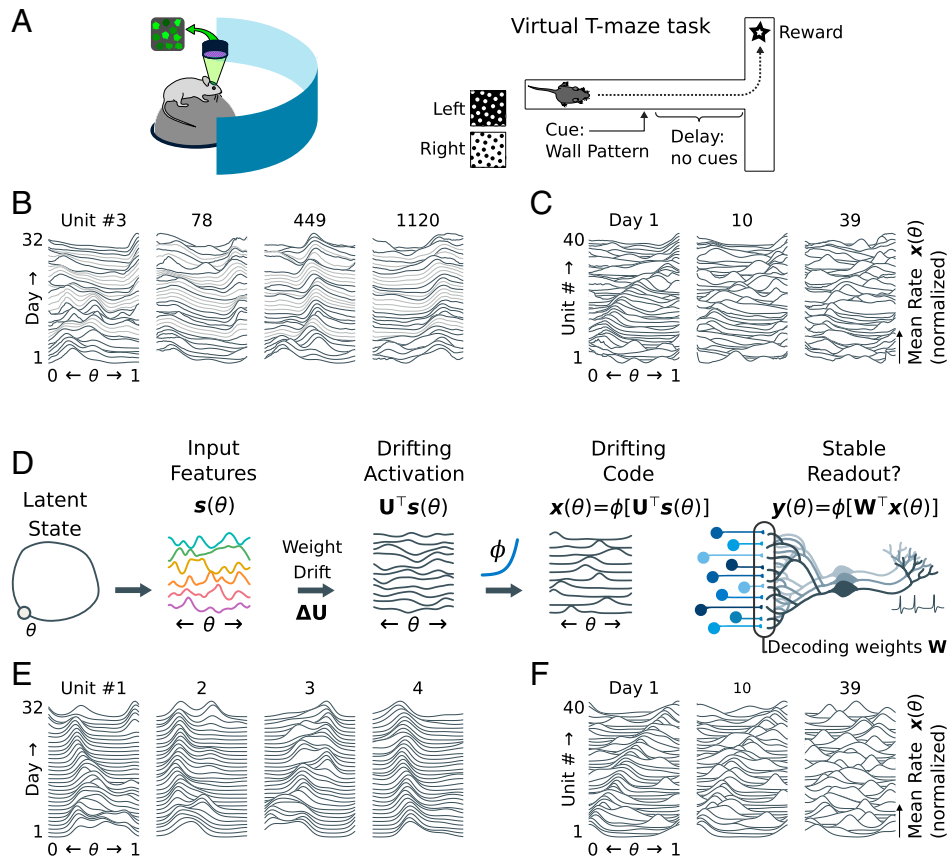 A
Virtual T-maze task
Reward
Left
Right
Cue:
Wall Pattern
Delay:
no cues
B
Unit #3 78 449 1120
32
Day →
1
0 ← θ → 1
C
Day 1 10 39
40
Unit # →
1
0 ← θ → 1
Mean Rate x(θ)
(normalized)
D
Latent
State
θ
Input
Features
s(θ)
← θ →
Weight
Drift
ΔU
Drifting
Activation
U⊤s(θ)
← θ →
ϕ
Drifting
Code
x(θ)=ϕ[U⊤s(θ)]
← θ →
Stable
Readout?
y(θ)=ϕ[W⊤x(θ)]
Decoding weights W
E
Unit #1 2 3 4
32
Day →
1
0 ← θ → 1
F
Day 1 10 39
40
Unit # →
1
0 ← θ → 1
Mean Rate x(θ)
(normalized)